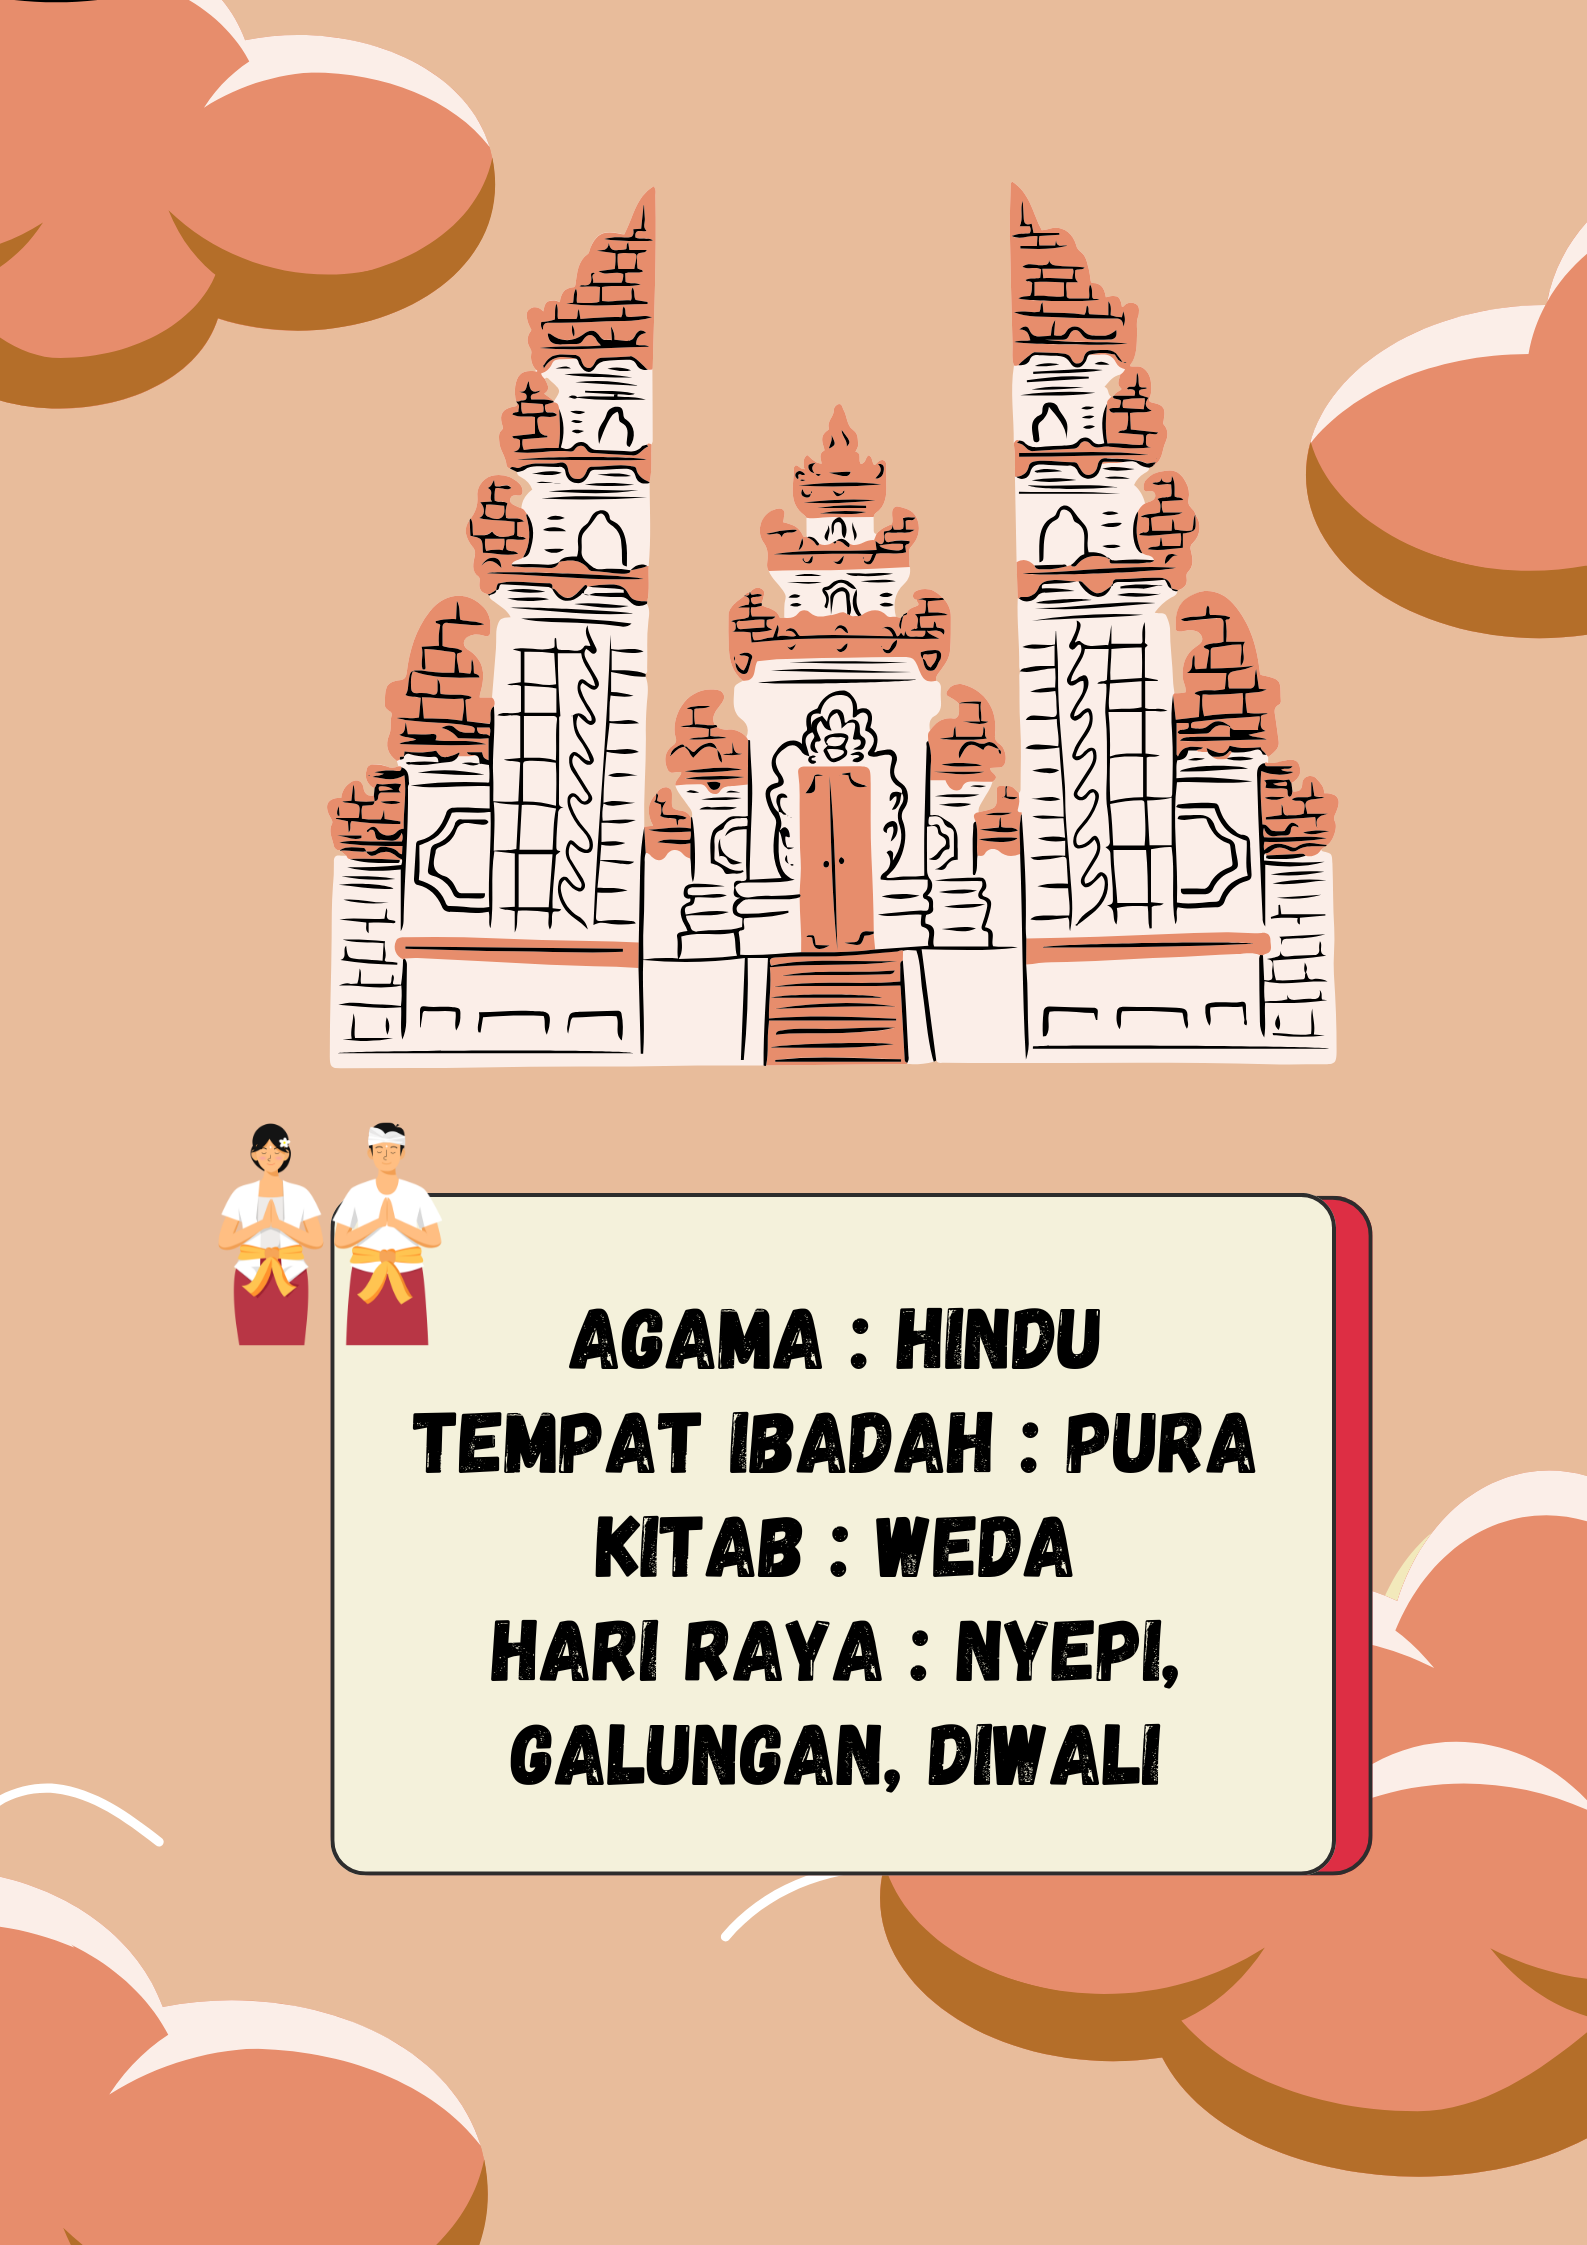 AGAMA : HINDU
TEMPAT IBADAH : PURA
KITAB : WEDA
HARI RAYA : NYEPI,
GALUNGAN, DIWALI